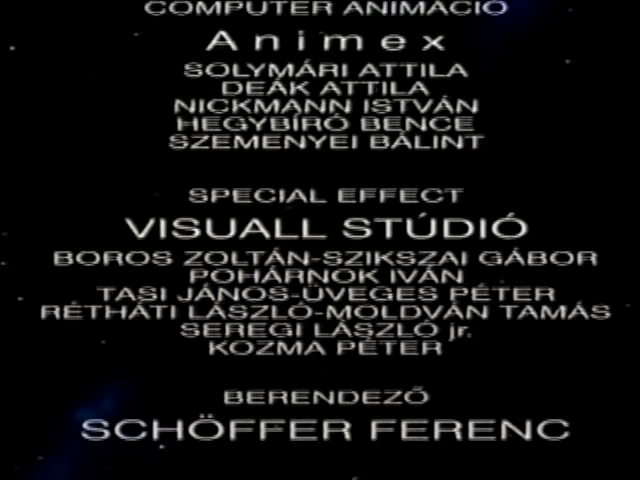 COMPUTER ANIMÁCIÓ
Animex
SOLYMÁRI ATTILA
DEÁK ATTILA
NICKMANN ISTVÁN
HEGYBÍRÓ BENCE
SZEMENYEI BÁLINT
SPECIAL EFFECT
VISUALL STÚDIÓ
BOROS ZOLTÁN-SZIKSZAI GÁBOR
POHÁRNOK IVÁN
TASI JÁNOS-ÜVEGES PÉTER
RÉTHÁTI LÁSZLÓ-MOLDVÁN TAMÁS
SEREGI LÁSZLÓ jr.
KOZMA PÉTER
BERENDEZŐ
SCHÖFFER FERENC